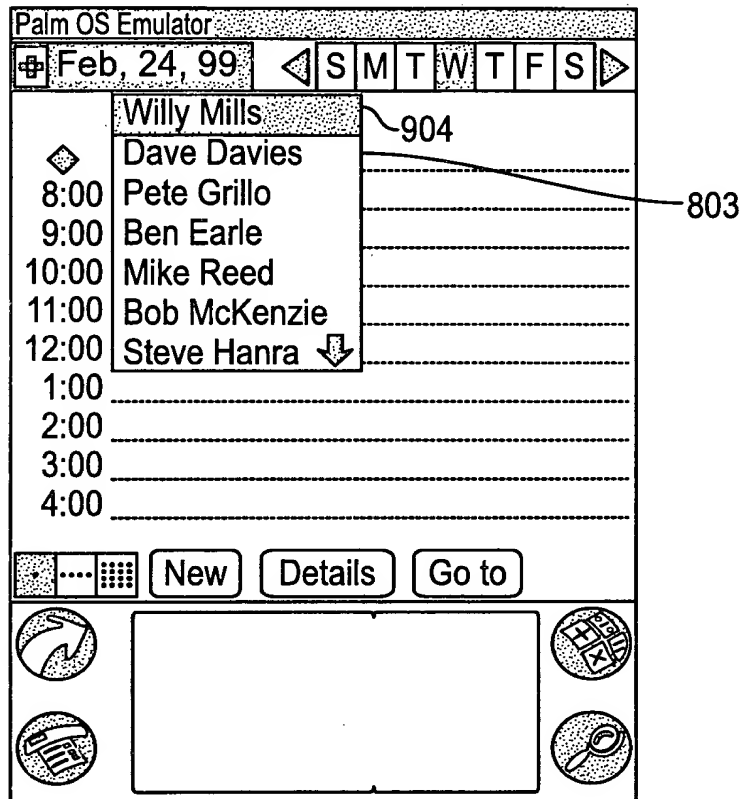 Palm OS Emulator
Feb, 24, 99 S M T W T F S
Willy Mills 904
Dave Davies 803
8:00 Pete Grillo
9:00 Ben Earle
10:00 Mike Reed
11:00 Bob McKenzie
12:00 Steve Hanra
1:00
2:00
3:00
4:00
New Details Go to